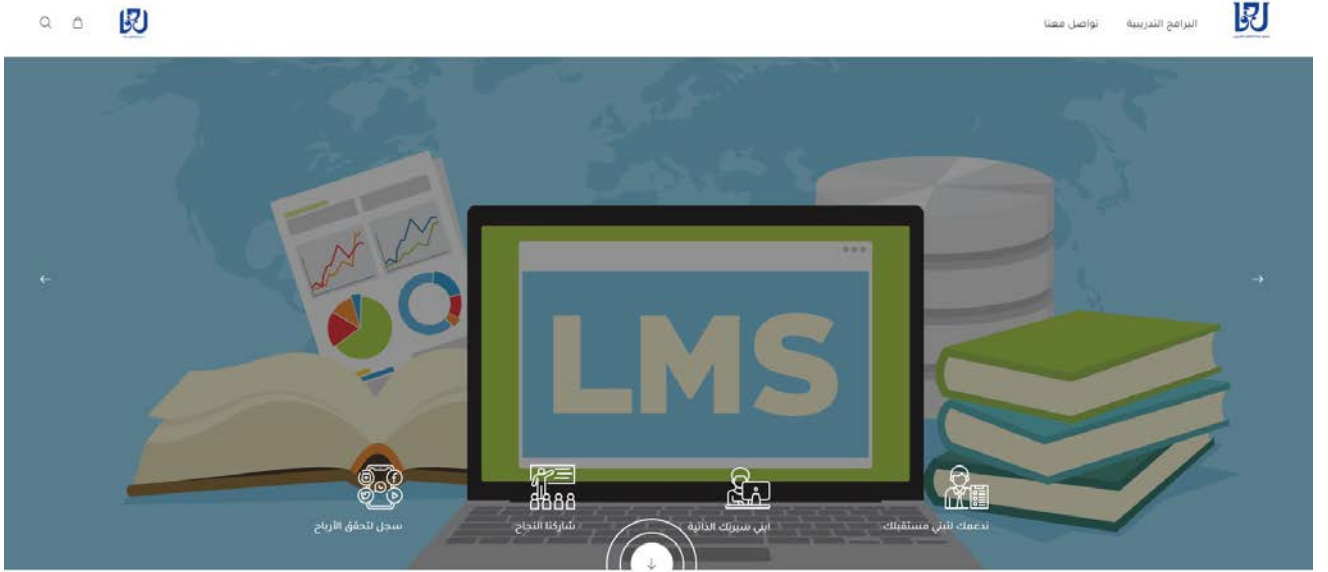 البرامج التدريبية
تواصل معنا
LMS
ندعمك لتبني مستقبلك
ابني سيرتك الذاتية
شاركنا النجاح
سجل لتحقق الأرباح